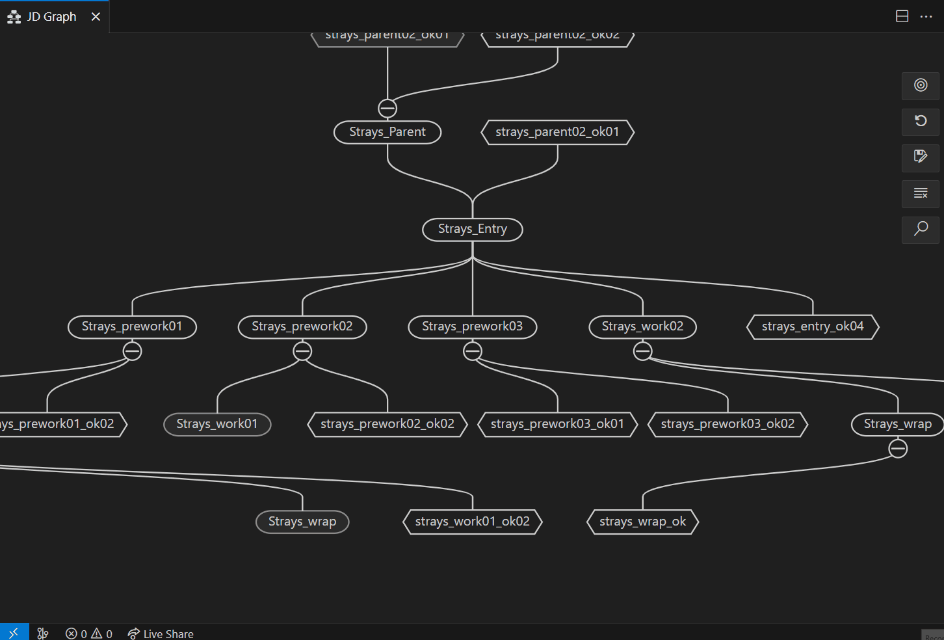 JD Graph
strays_parent02_ok01
strays_parent02_ok02
Strays_Parent
strays_parent02_ok01
Strays_Entry
Strays_prework01
Strays_prework02
Strays_prework03
Strays_work02
strays_entry_ok04
ys_prework01_ok02
Strays_work01
strays_prework02_ok02
strays_prework03_ok01
strays_prework03_ok02
Strays_wrap
Strays_wrap
strays_work01_ok02
strays_wrap_ok
0 0 Live Share